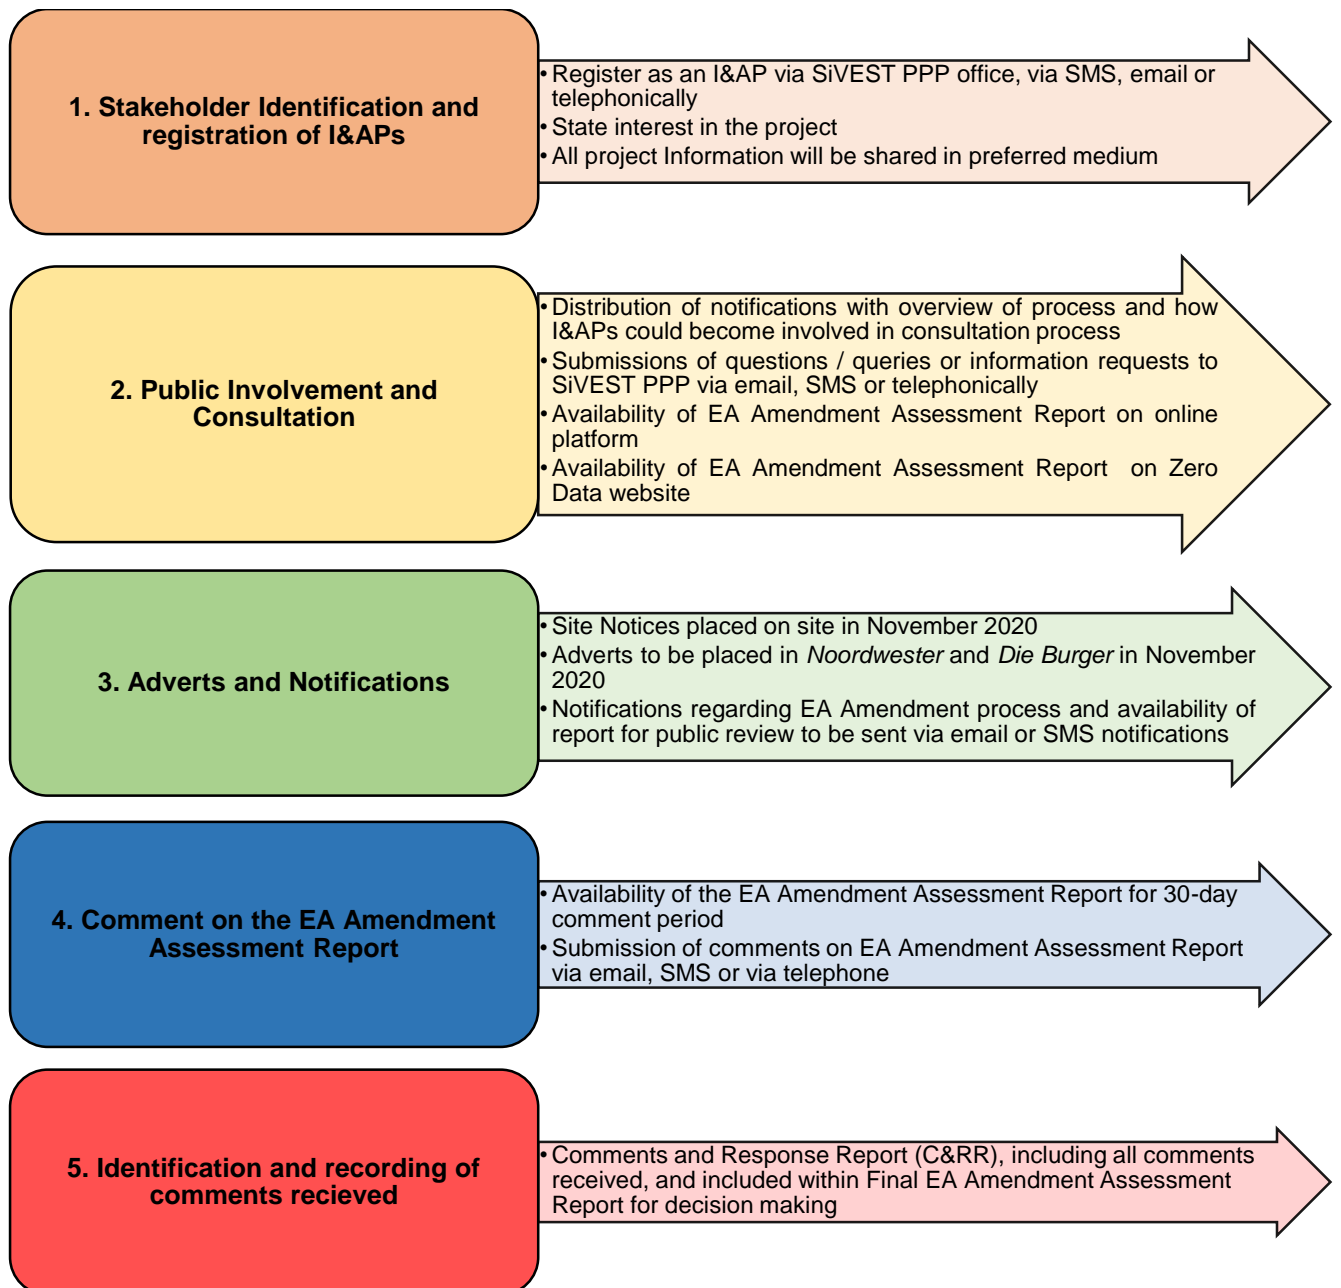 1. Stakeholder Identification and
registration of I&APs
• Register as an I&AP via SiVEST PPP office, via SMS, email or
telephonically
• State interest in the project
• All project Information will be shared in preferred medium
2. Public Involvement and
Consultation
• Distribution of notifications with overview of process and how
I&APs could become involved in consultation process
• Submissions of questions / queries or information requests to
SiVEST PPP via email, SMS or telephonically
• Availability of EA Amendment Assessment Report on online
platform
• Availability of EA Amendment Assessment Report on Zero
Data website
3. Adverts and Notifications
• Site Notices placed on site in November 2020
• Adverts to be placed in Noordwester and Die Burger in November
2020
• Notifications regarding EA Amendment process and availability of
report for public review to be sent via email or SMS notifications
4. Comment on the EA Amendment
Assessment Report
• Availability of the EA Amendment Assessment Report for 30-day
comment period
• Submission of comments on EA Amendment Assessment Report
via email, SMS or via telephone
5. Identification and recording of
comments recieved
• Comments and Response Report (C&RR), including all comments
received, and included within Final EA Amendment Assessment
Report for decision making